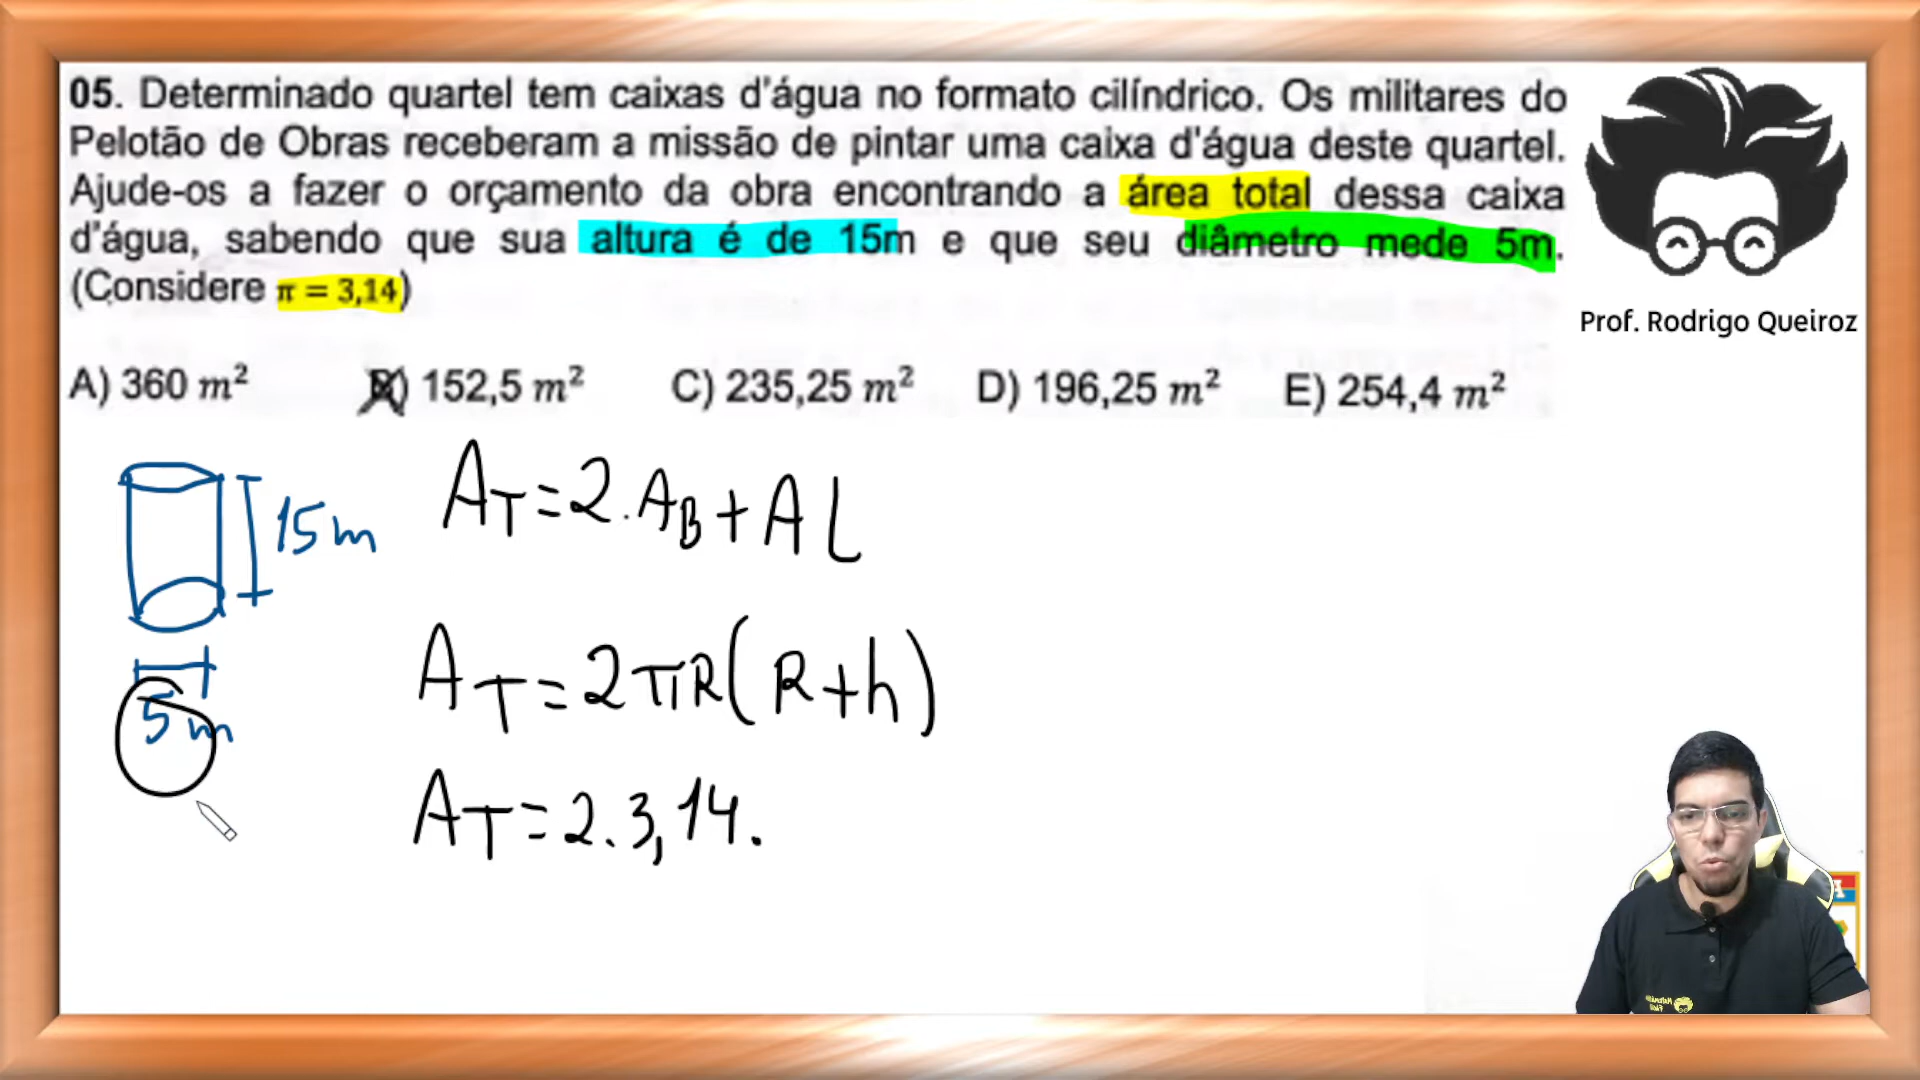 05. Determinado quartel tem caixas d'água no formato cilíndrico. Os militares do
Pelotão de Obras receberam a missão de pintar uma caixa d'água deste quartel.
Ajude-os a fazer o orçamento da obra encontrando a área total dessa caixa
d'água, sabendo que sua altura é de 15m e que seu diâmetro mede 5m.
(Considere π = 3,14)
A) 360 m² B) 152,5 m² C) 235,25 m² D) 196,25 m² E) 254,4 m²
Prof. Rodrigo Queiroz
15m
5m
AT=2.AB+AL
AT=2πR(R+h)
AT=2.3,14.